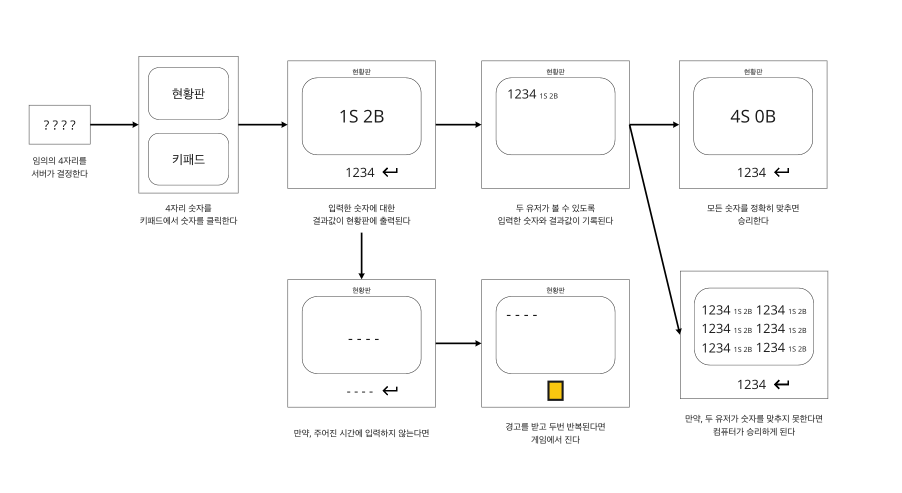 ? ? ? ?
임의의 4자리를
서버가 결정한다
현황판
키패드
4자리 숫자를
키패드에서 숫자를 클릭한다
현황판
1S 2B
1234
입력한 숫자에 대한
결과값이 현황판에 출력된다
현황판
1234 1S 2B
두 유저가 볼 수 있도록
입력한 숫자와 결과값이 기록된다
현황판
4S 0B
1234
모든 숫자를 정확히 맞추면
승리한다
현황판
- - - -
- - - -
만약, 주어진 시간에 입력하지 않는다면
현황판
- - - -
경고를 받고 두번 반복된다면
게임에서 진다
1234 1S 2B 1234 1S 2B
1234 1S 2B 1234 1S 2B
1234 1S 2B 1234 1S 2B
1234
만약, 두 유저가 숫자를 맞추지 못한다면
컴퓨터가 승리하게 된다